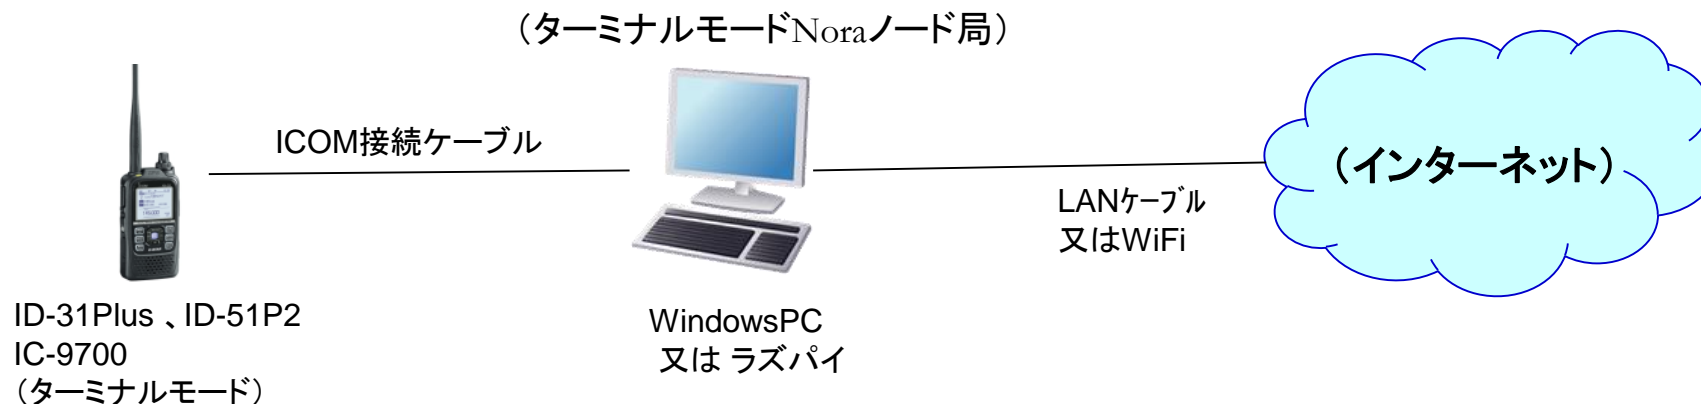 （ターミナルモードNoraノード局）
ICOM接続ケーブル
（インターネット）
LANｹｰﾌﾞﾙ
又はWiFi
ID-31Plus 、ID-51P2
IC-9700
（ターミナルモード）
WindowsPC
又は ラズパイ